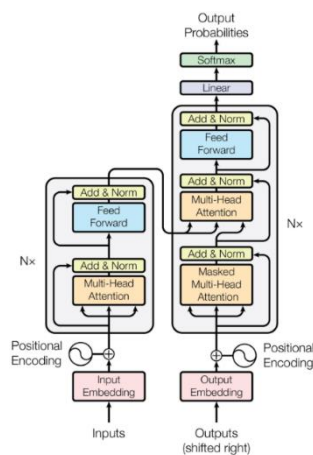 Output
Probabilities
Softmax
Linear
Add & Norm
Feed
Forward
Add & Norm
Multi-Head
Attention
Add & Norm
Masked
Multi-Head
Attention
Nx
Positional
Encoding
Output
Embedding
Outputs
(shifted right)
Add & Norm
Feed
Forward
Add & Norm
Multi-Head
Attention
Nx
Positional
Encoding
Input
Embedding
Inputs